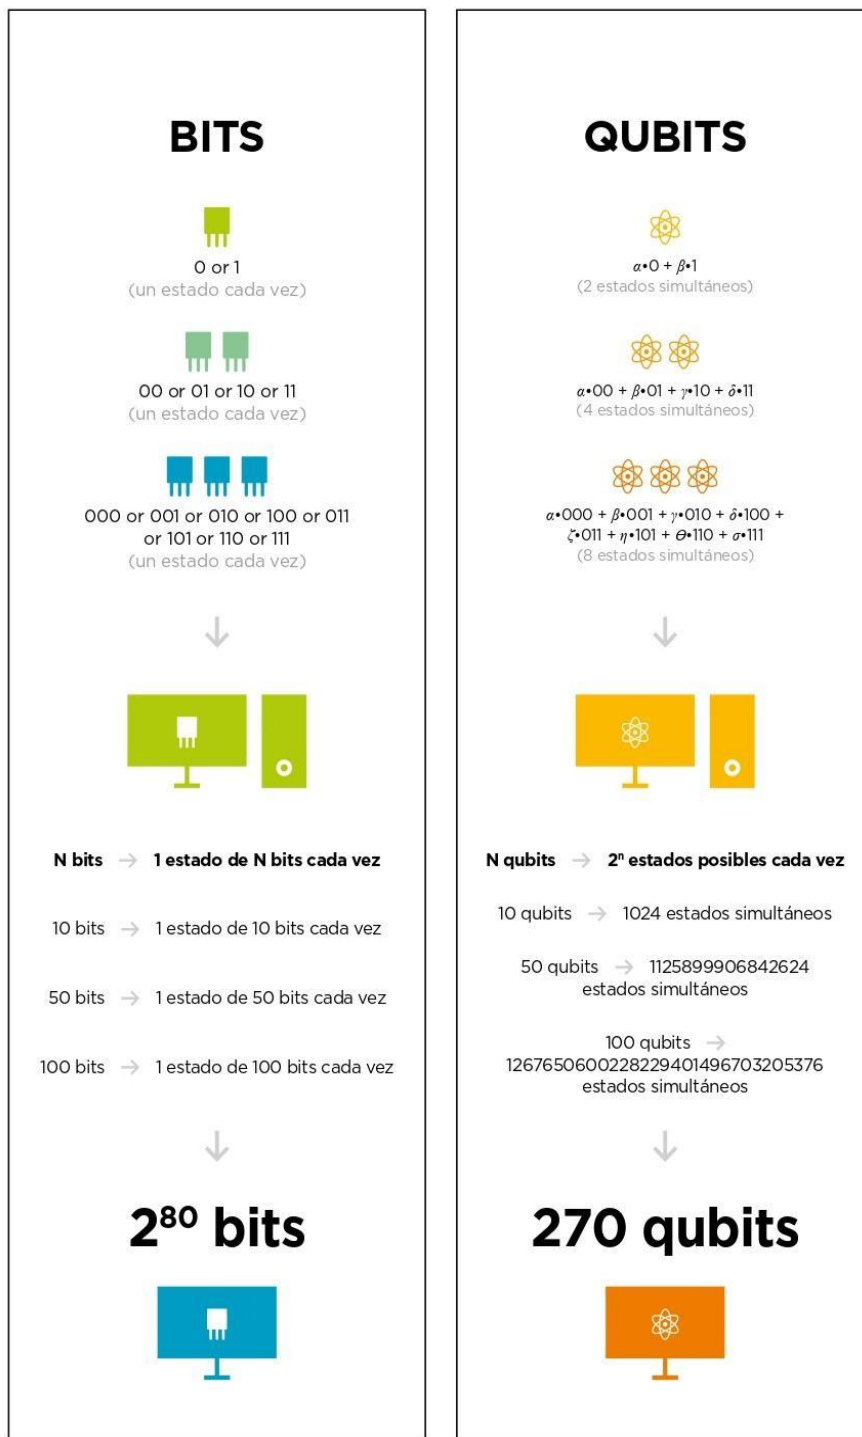 BITS
0 or 1
(un estado cada vez)
00 or 01 or 10 or 11
(un estado cada vez)
000 or 001 or 010 or 100 or 011
or 101 or 110 or 111
(un estado cada vez)
N bits → 1 estado de N bits cada vez
10 bits → 1 estado de 10 bits cada vez
50 bits → 1 estado de 50 bits cada vez
100 bits → 1 estado de 100 bits cada vez
2⁸⁰ bits
QUBITS
α•0 + β•1
(2 estados simultáneos)
α•00 + β•01 + γ•10 + δ•11
(4 estados simultáneos)
α•000 + β•001 + γ•010 + δ•100 +
ζ•011 + η•101 + Θ•110 + σ•111
(8 estados simultáneos)
N qubits → 2ⁿ estados posibles cada vez
10 qubits → 1024 estados simultáneos
50 qubits → 1125899906842624
estados simultáneos
100 qubits →
1267650600228229401496703205376
estados simultáneos
270 qubits